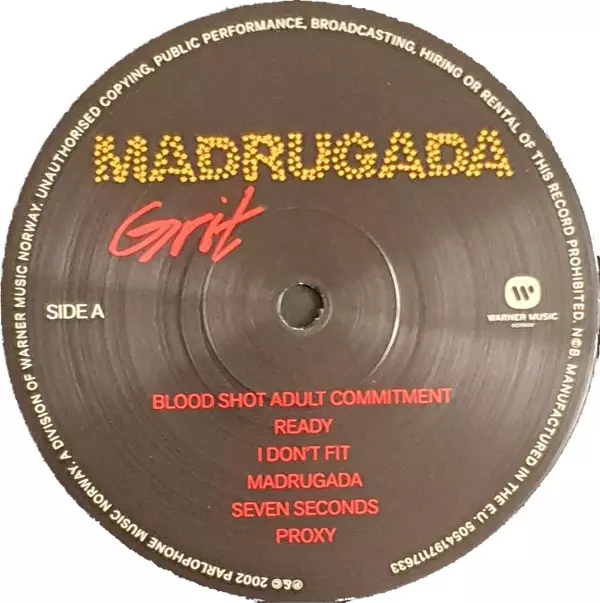 MADRUGADA
Grit
SIDE A
W
WARNER MUSIC
NORWAY
BLOOD SHOT ADULT COMMITMENT
READY
I DON'T FIT
MADRUGADA
SEVEN SECONDS
PROXY
℗&© 2002 PARLOPHONE MUSIC NORWAY, A DIVISION OF WARNER MUSIC NORWAY. UNAUTHORISED COPYING, PUBLIC PERFORMANCE, BROADCASTING, HIRING OR RENTAL OF THIS RECORD PROHIBITED. N©B. MANUFACTURED IN THE E.U. 5054197117633